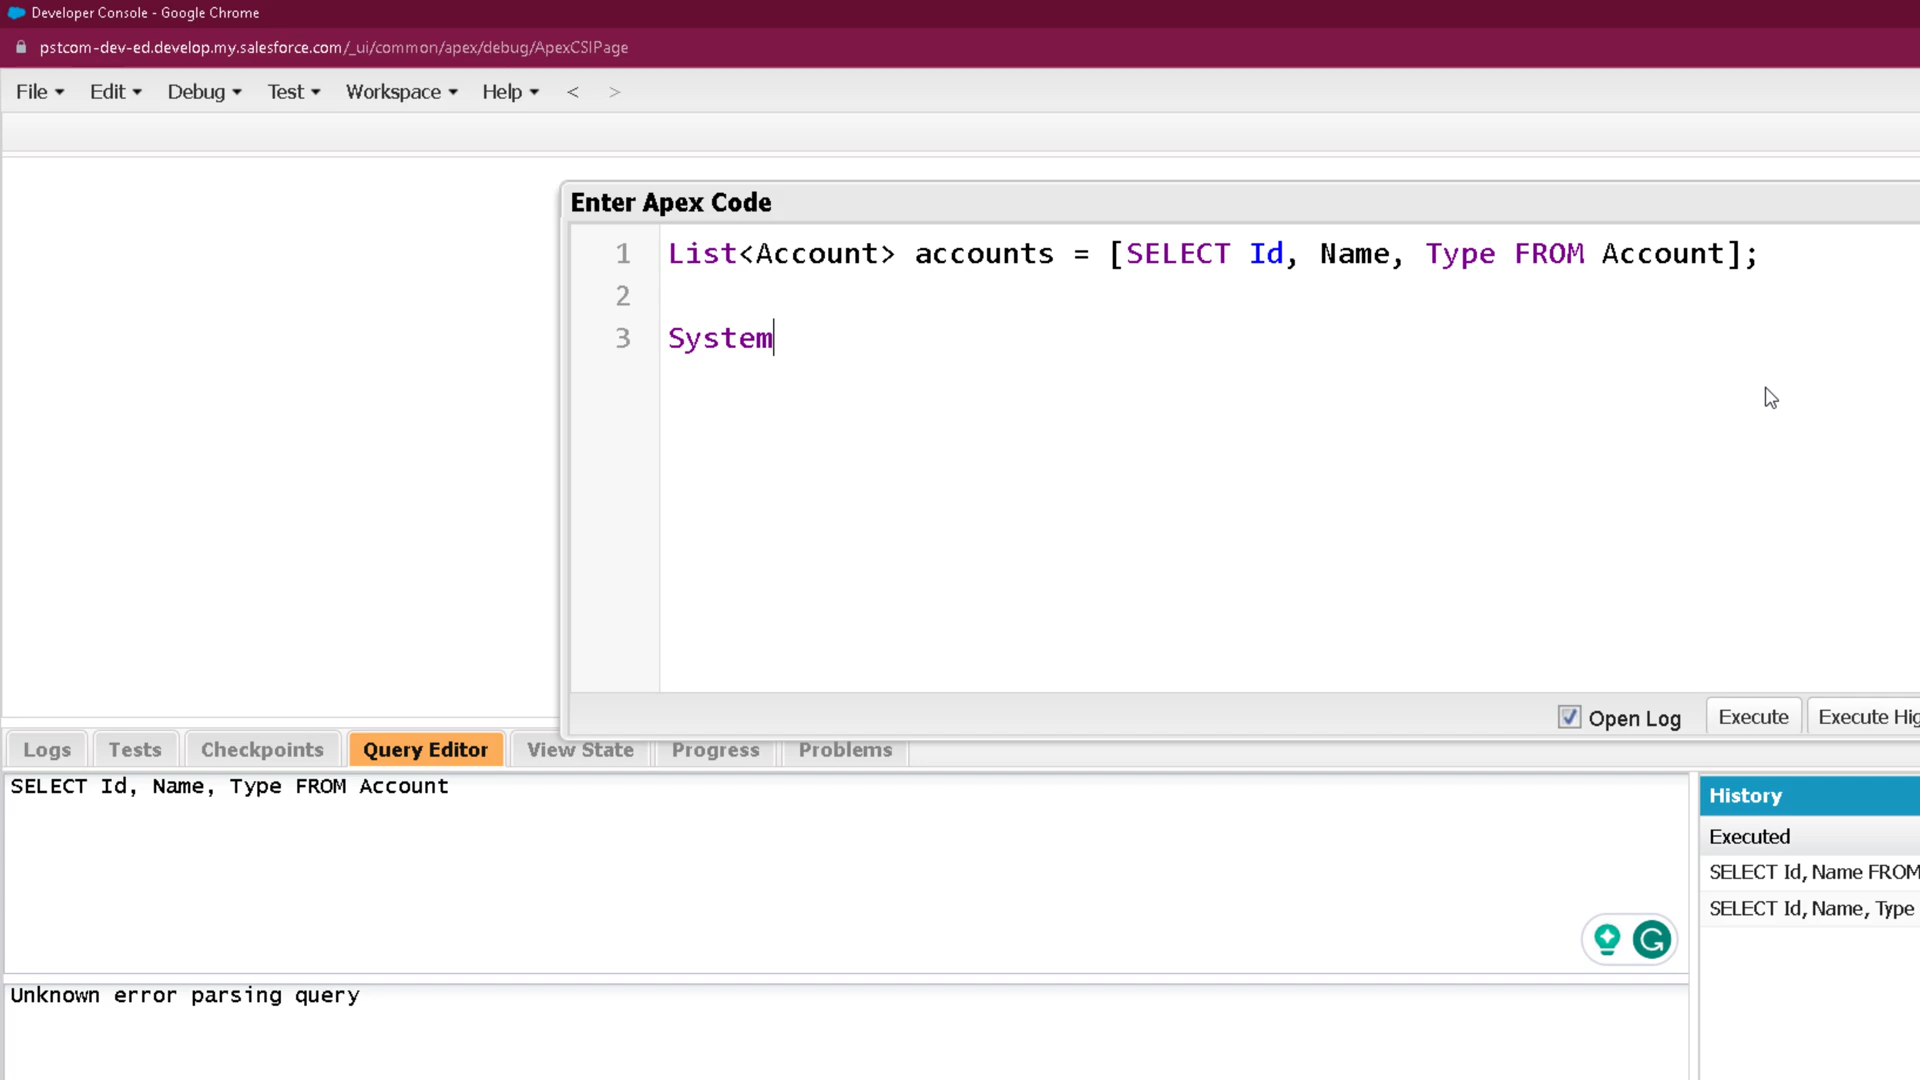 Developer Console - Google Chrome
pstcom-dev-ed.develop.my.salesforce.com/_ui/common/apex/debug/ApexCSIPage
File Edit Debug Test Workspace Help < >
Enter Apex Code
1 List<Account> accounts = [SELECT Id, Name, Type FROM Account];
2
3 System
Open Log Execute Execute Hig
Logs Tests Checkpoints Query Editor View State Progress Problems
SELECT Id, Name, Type FROM Account
History
Executed
SELECT Id, Name FROM
SELECT Id, Name, Type
Unknown error parsing query